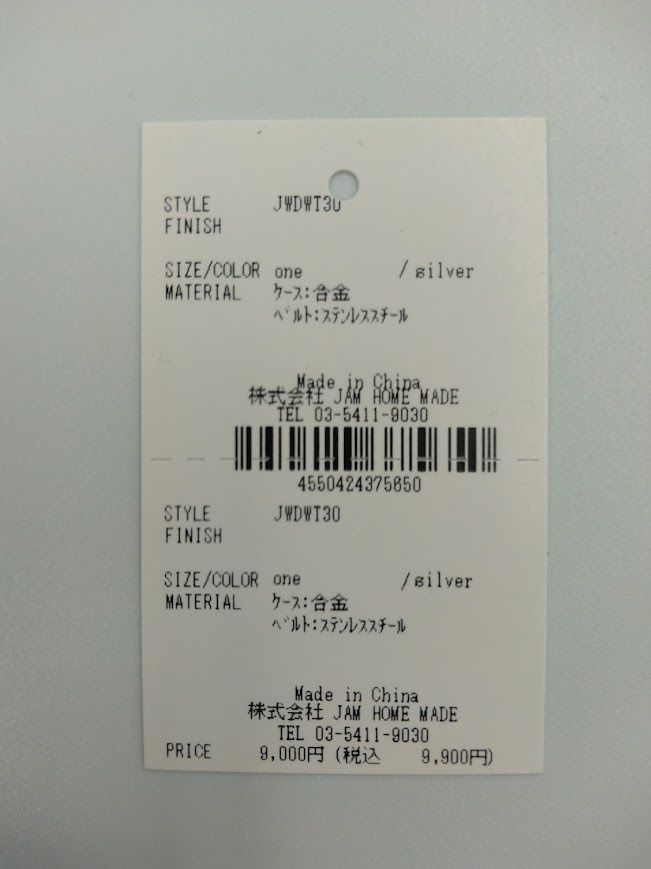 STYLE JWDWT30
FINISH
SIZE/COLOR one / silver
MATERIAL ｹｰｽ:合金
ﾍﾞﾙﾄ:ｽﾃﾝﾚｽｽﾁｰﾙ
Made in China
株式会社 JAM HOME MADE
TEL 03-5411-9030
4550424375650
STYLE JWDWT30
FINISH
SIZE/COLOR one /silver
MATERIAL ｹｰｽ:合金
ﾍﾞﾙﾄ:ｽﾃﾝﾚｽｽﾁｰﾙ
Made in China
株式会社 JAM HOME MADE
TEL 03-5411-9030
PRICE 9,000円 (税込 9,900円)